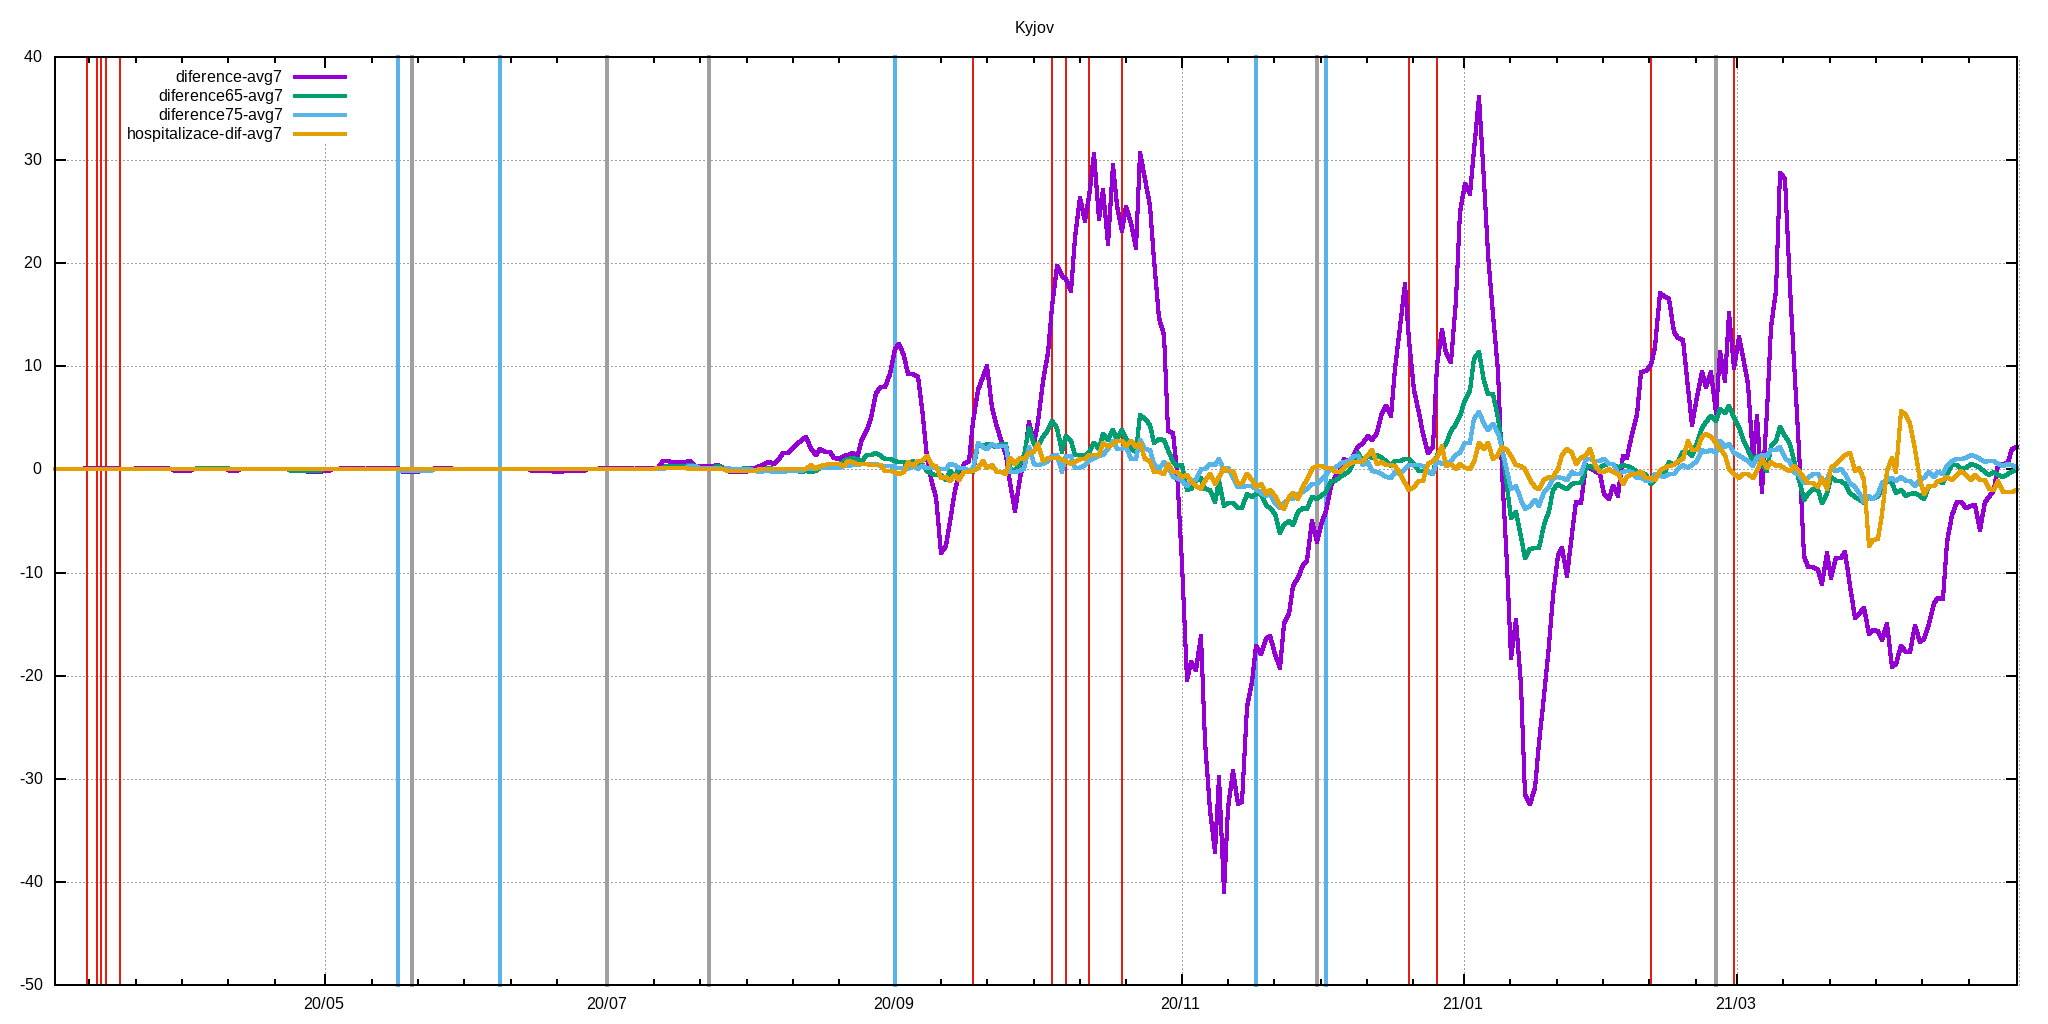 Kyjov
40
diference-avg7
diference65-avg7
diference75-avg7
hospitalizace-dif-avg7
30
20
10
0
-10
-20
-30
-40
-50
20/05 20/07 20/09 20/11 21/01 21/03